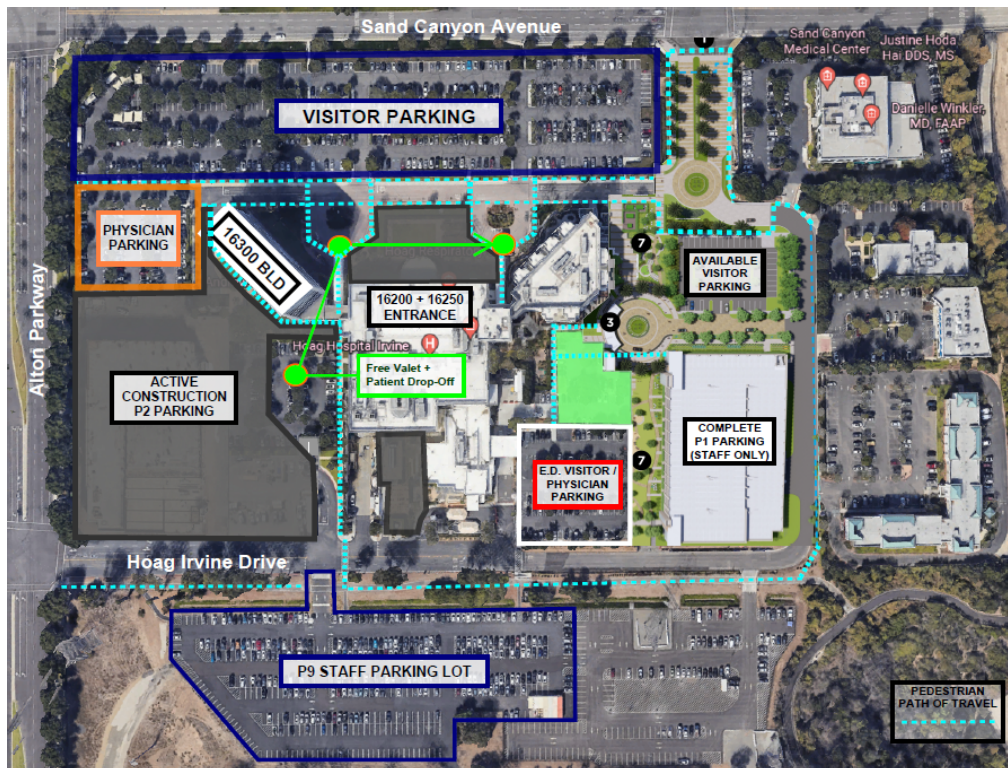 Sand Canyon Avenue
Sand Canyon
Medical Center
Justine Hoda
Hai DDS, MS
Danielle Winkler,
MD, FAAP
VISITOR PARKING
PHYSICIAN
PARKING
16300 BLD
7
AVAILABLE
VISITOR
PARKING
16200 + 16250
ENTRANCE
3
Hoag Hospital Irvine
H
Free Valet +
Patient Drop-Off
Alton Parkway
ACTIVE
CONSTRUCTION
P2 PARKING
COMPLETE
P1 PARKING
(STAFF ONLY)
E.D. VISITOR /
PHYSICIAN
PARKING
7
Hoag Irvine Drive
P9 STAFF PARKING LOT
PEDESTRIAN
PATH OF TRAVEL